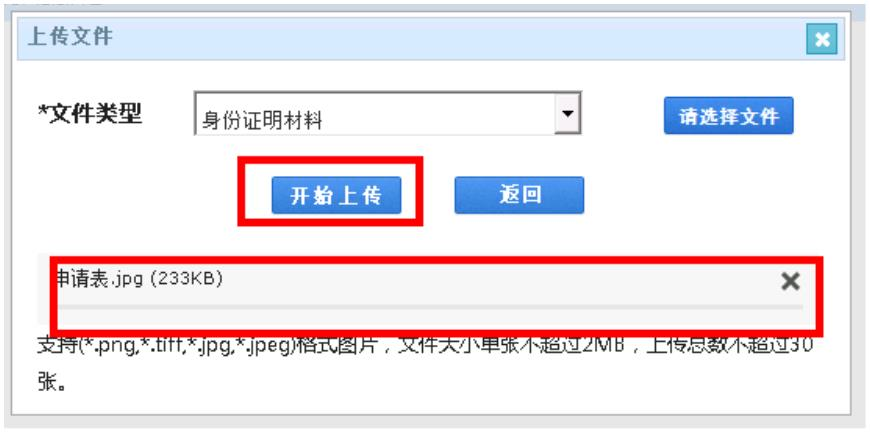 上传文件
*文件类型 身份证明材料 请选择文件
开始上传 返回
申请表.jpg (233KB)
支持(*.png,*.tiff,*.jpg,*.jpeg)格式图片，文件大小单张不超过2MB，上传总数不超过30
张。